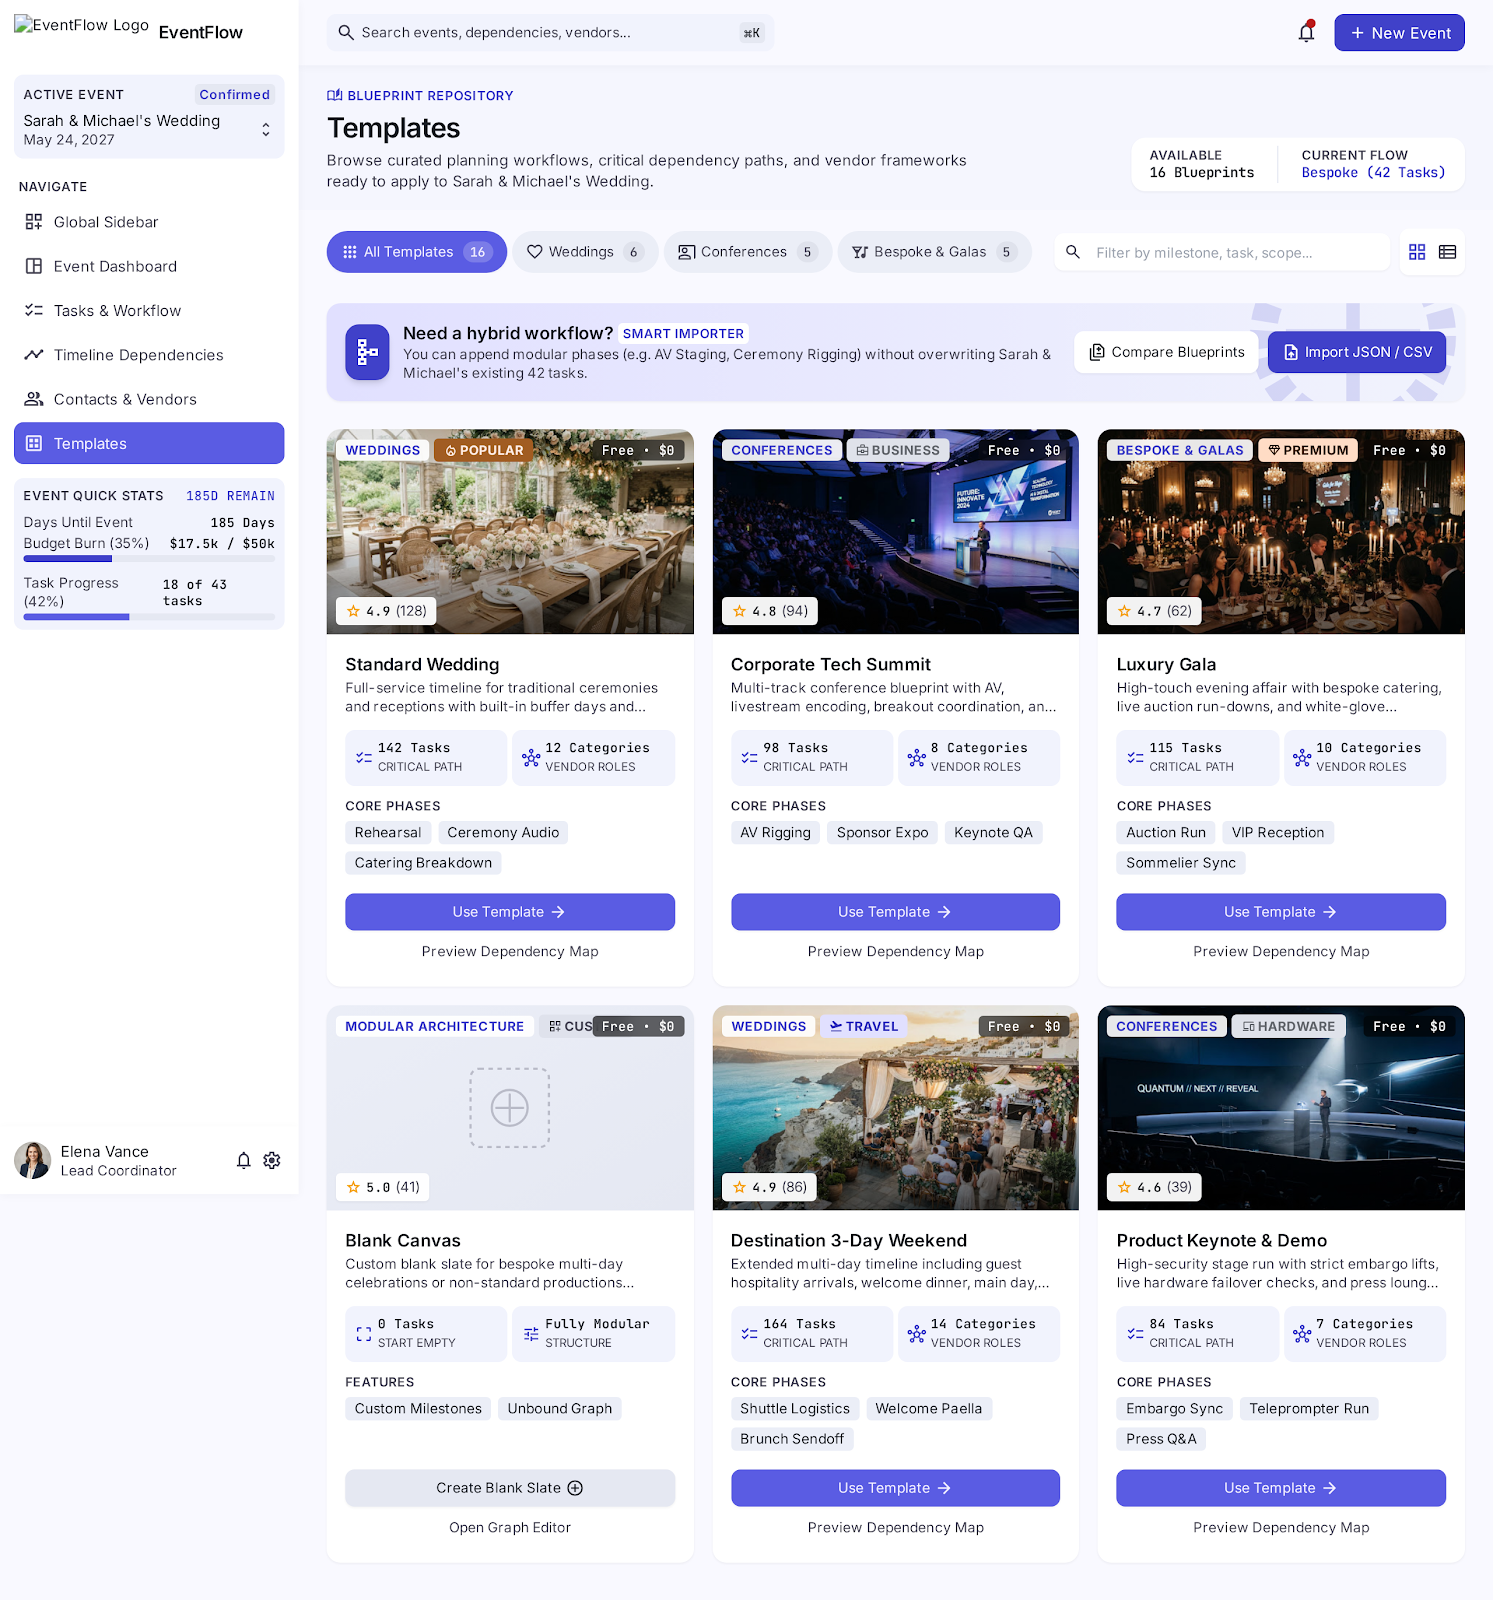 EventFlow Logo
EventFlow
ACTIVE EVENT
Confirmed
Sarah & Michael's Wedding
May 24, 2027
NAVIGATE
Global Sidebar
Event Dashboard
Tasks & Workflow
Timeline Dependencies
Contacts & Vendors
Templates
EVENT QUICK STATS
185D REMAIN
Days Until Event
185 Days
Budget Burn (35%)
$17.5k / $50k
Task Progress
(42%)
18 of 43
tasks
Elena Vance
Lead Coordinator
Search events, dependencies, vendors...
⌘K
+ New Event
BLUEPRINT REPOSITORY
Templates
Browse curated planning workflows, critical dependency paths, and vendor frameworks
ready to apply to Sarah & Michael's Wedding.
AVAILABLE
16 Blueprints
CURRENT FLOW
Bespoke (42 Tasks)
All Templates 16
Weddings 6
Conferences 5
Bespoke & Galas 5
Filter by milestone, task, scope...
Need a hybrid workflow? SMART IMPORTER
You can append modular phases (e.g. AV Staging, Ceremony Rigging) without overwriting Sarah &
Michael's existing 42 tasks.
Compare Blueprints
Import JSON / CSV
WEDDINGS
POPULAR
Free • $0
4.9 (128)
Standard Wedding
Full-service timeline for traditional ceremonies
and receptions with built-in buffer days and...
142 Tasks
CRITICAL PATH
12 Categories
VENDOR ROLES
CORE PHASES
Rehearsal
Ceremony Audio
Catering Breakdown
Use Template
Preview Dependency Map
CONFERENCES
BUSINESS
Free • $0
FUTURE:
INNOVATE
2024
4.8 (94)
Corporate Tech Summit
Multi-track conference blueprint with AV,
livestream encoding, breakout coordination, an...
98 Tasks
CRITICAL PATH
8 Categories
VENDOR ROLES
CORE PHASES
AV Rigging
Sponsor Expo
Keynote QA
Use Template
Preview Dependency Map
BESPOKE & GALAS
PREMIUM
Free • $0
4.7 (62)
Luxury Gala
High-touch evening affair with bespoke catering,
live auction run-downs, and white-glove...
115 Tasks
CRITICAL PATH
10 Categories
VENDOR ROLES
CORE PHASES
Auction Run
VIP Reception
Sommelier Sync
Use Template
Preview Dependency Map
MODULAR ARCHITECTURE
CUS
Free • $0
5.0 (41)
Blank Canvas
Custom blank slate for bespoke multi-day
celebrations or non-standard productions...
0 Tasks
START EMPTY
Fully Modular
STRUCTURE
FEATURES
Custom Milestones
Unbound Graph
Create Blank Slate
Open Graph Editor
WEDDINGS
TRAVEL
Free • $0
4.9 (86)
Destination 3-Day Weekend
Extended multi-day timeline including guest
hospitality arrivals, welcome dinner, main day,...
164 Tasks
CRITICAL PATH
14 Categories
VENDOR ROLES
CORE PHASES
Shuttle Logistics
Welcome Paella
Brunch Sendoff
Use Template
Preview Dependency Map
CONFERENCES
HARDWARE
Free • $0
QUANTUM // NEXT // REVEAL
4.6 (39)
Product Keynote & Demo
High-security stage run with strict embargo lifts,
live hardware failover checks, and press loung...
84 Tasks
CRITICAL PATH
7 Categories
VENDOR ROLES
CORE PHASES
Embargo Sync
Teleprompter Run
Press Q&A
Use Template
Preview Dependency Map